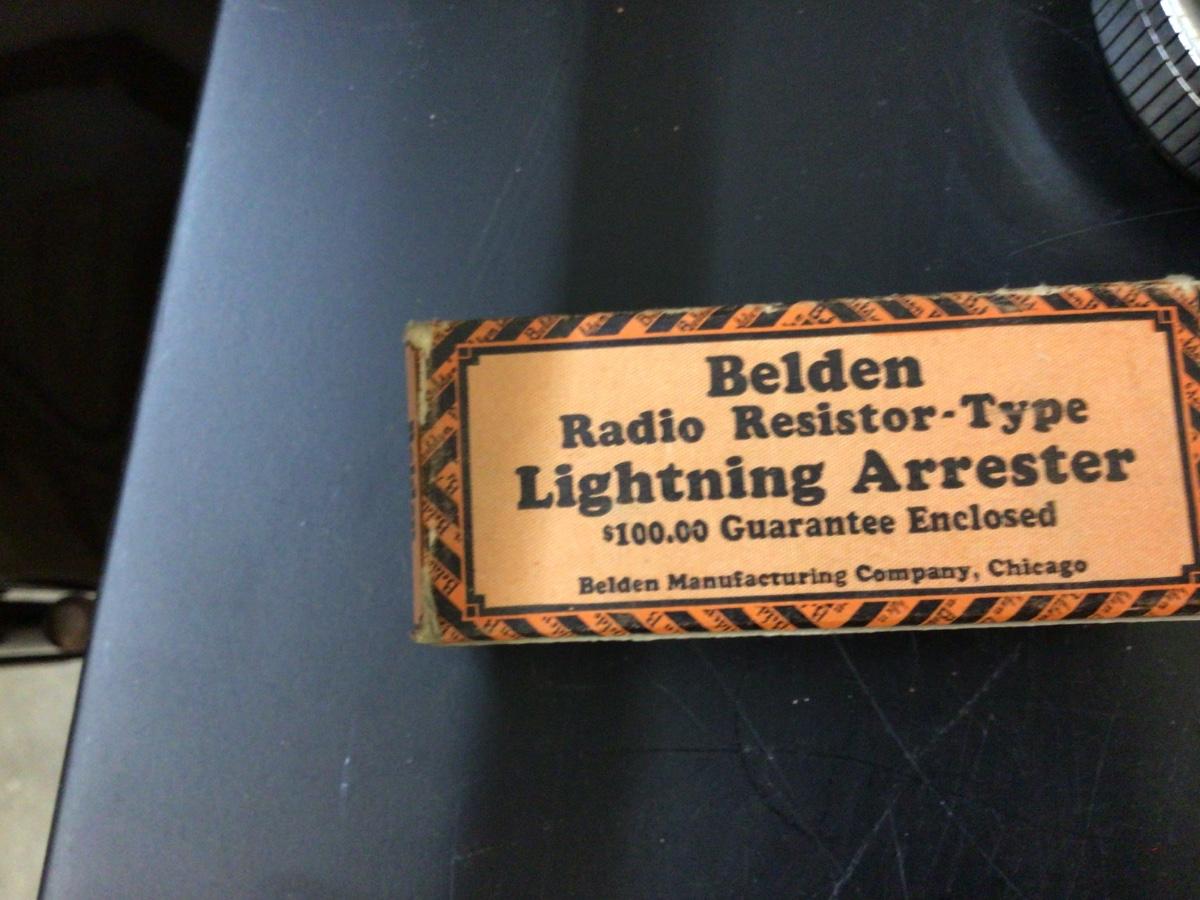 Belden
Radio Resistor-Type
Lightning Arrester
$100.00 Guarantee Enclosed
Belden Manufacturing Company, Chicago